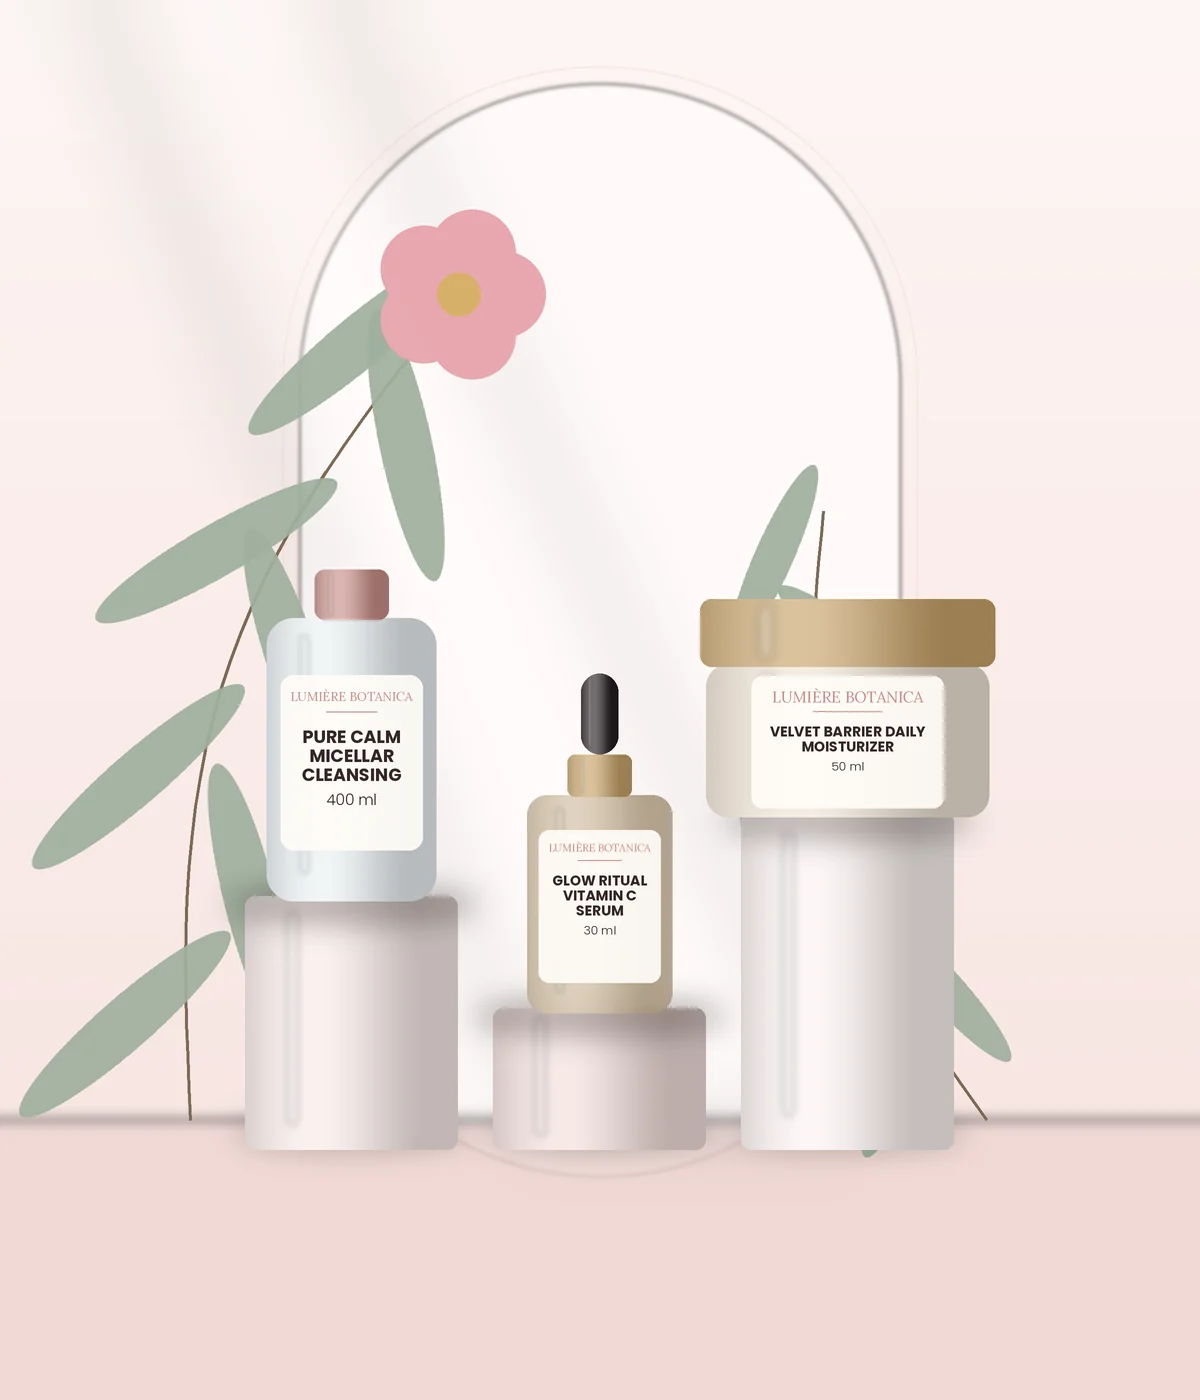 LUMIÈRE BOTANICA
PURE CALM
MICELLAR
CLEANSING
400 ml
LUMIÈRE BOTANICA
GLOW RITUAL
VITAMIN C
SERUM
30 ml
LUMIÈRE BOTANICA
VELVET BARRIER DAILY
MOISTURIZER
50 ml